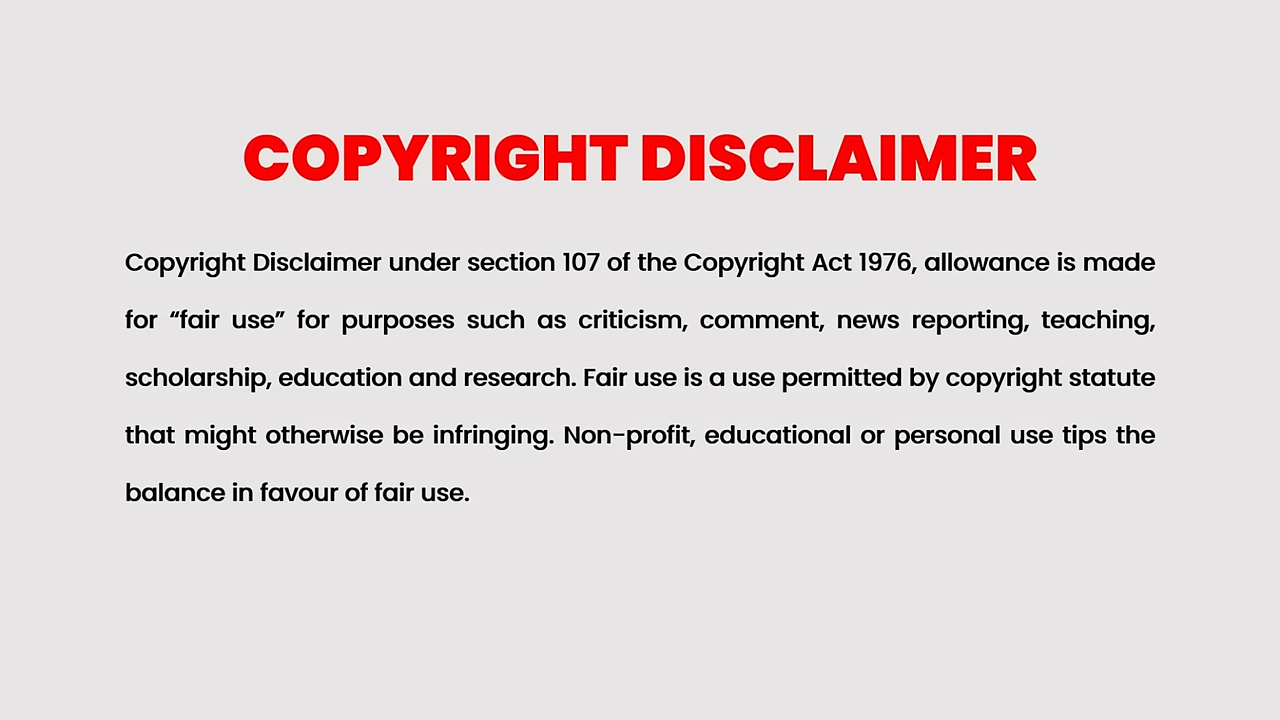 COPYRIGHT DISCLAIMER
Copyright Disclaimer under section 107 of the Copyright Act 1976, allowance is made
for “fair use” for purposes such as criticism, comment, news reporting, teaching,
scholarship, education and research. Fair use is a use permitted by copyright statute
that might otherwise be infringing. Non-profit, educational or personal use tips the
balance in favour of fair use.